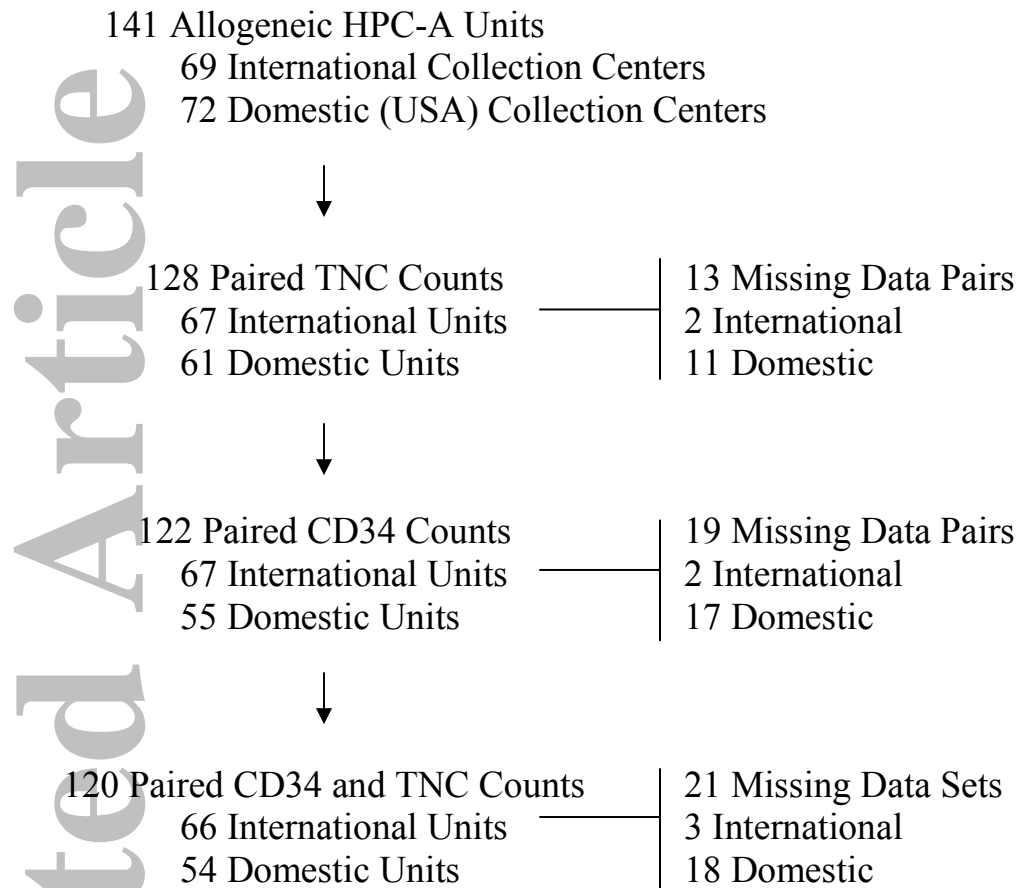 141 Allogeneic HPC-A Units
69 International Collection Centers
72 Domestic (USA) Collection Centers
128 Paired TNC Counts
67 International Units
61 Domestic Units
13 Missing Data Pairs
2 International
11 Domestic
122 Paired CD34 Counts
67 International Units
55 Domestic Units
19 Missing Data Pairs
2 International
17 Domestic
120 Paired CD34 and TNC Counts
66 International Units
54 Domestic Units
21 Missing Data Sets
3 International
18 Domestic
ted Article